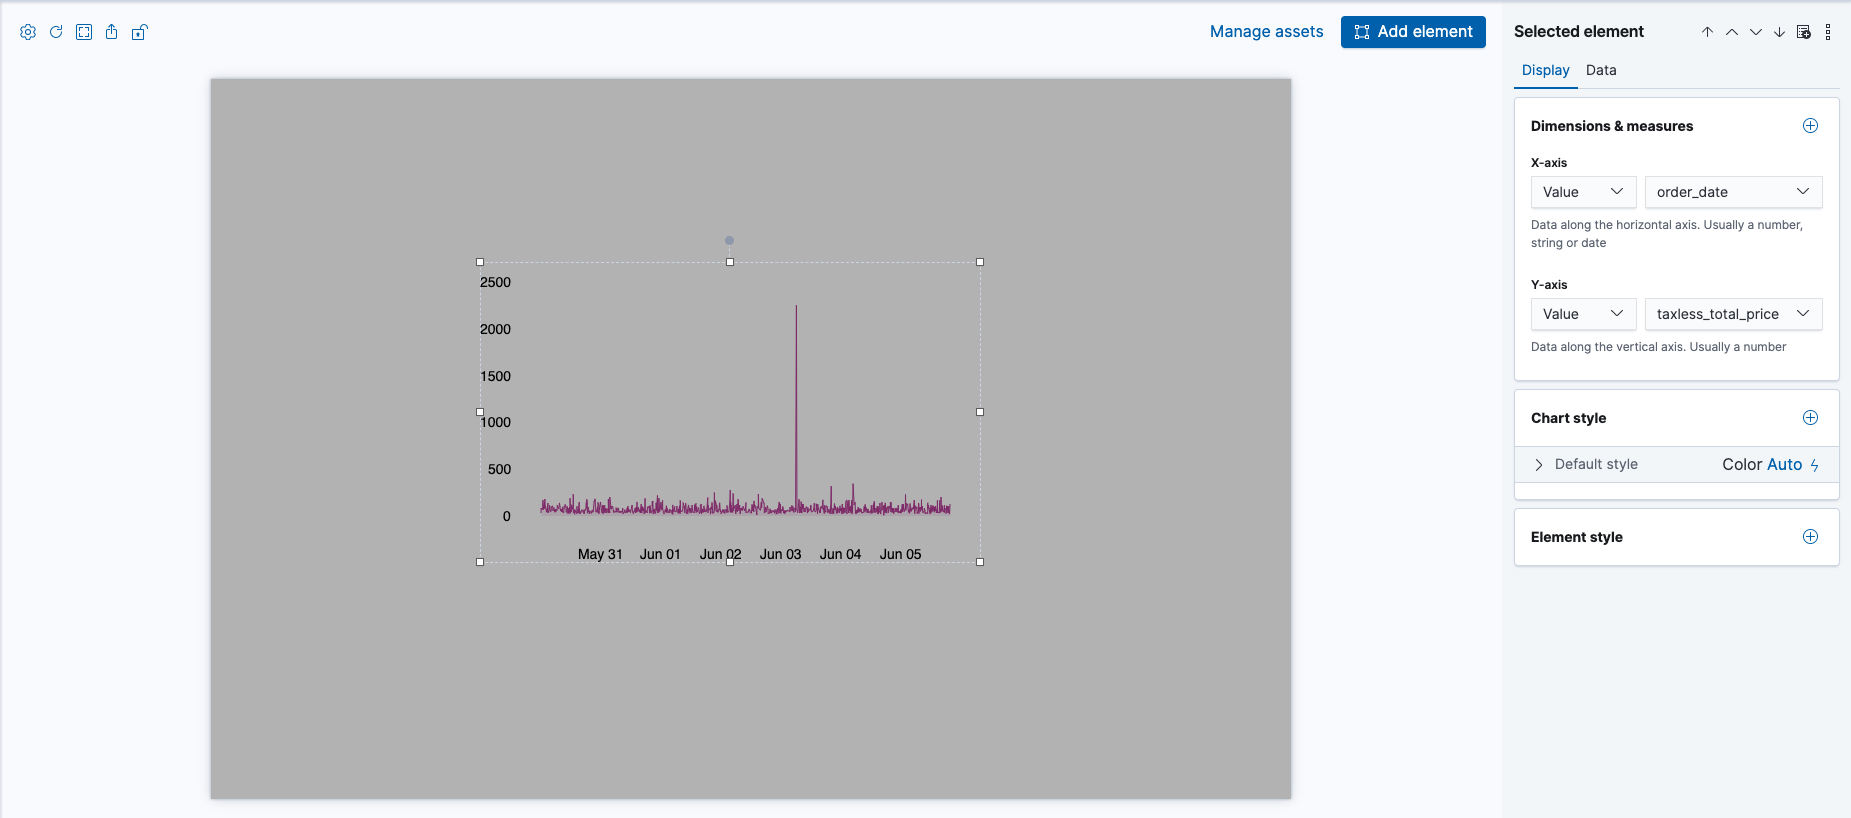 Manage assets
Add element
2500
2000
1500
1000
500
0
May 31 Jun 01 Jun 02 Jun 03 Jun 04 Jun 05
Selected element
Display Data
Dimensions & measures
X-axis
Value order_date
Data along the horizontal axis. Usually a number,
string or date
Y-axis
Value taxless_total_price
Data along the vertical axis. Usually a number
Chart style
Default style Color Auto
Element style